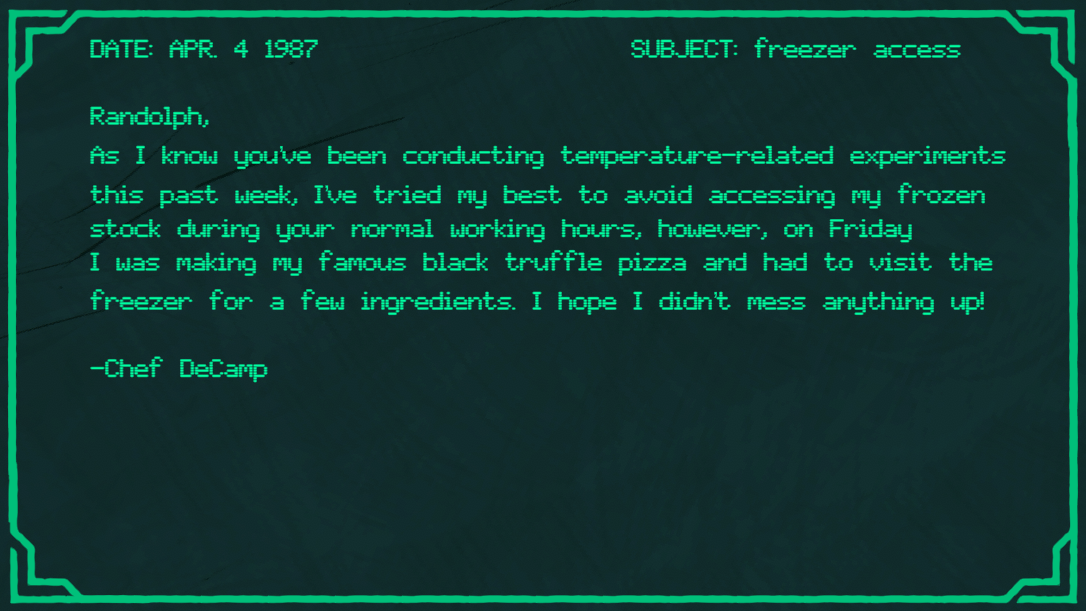 DATE: APR. 4 1987 SUBJECT: freezer access
Randolph,
As I know you've been conducting temperature-related experiments
this past week, I've tried my best to avoid accessing my frozen
stock during your normal working hours, however, on Friday
I was making my famous black truffle pizza and had to visit the
freezer for a few ingredients. I hope I didn't mess anything up!
-Chef DeCamp